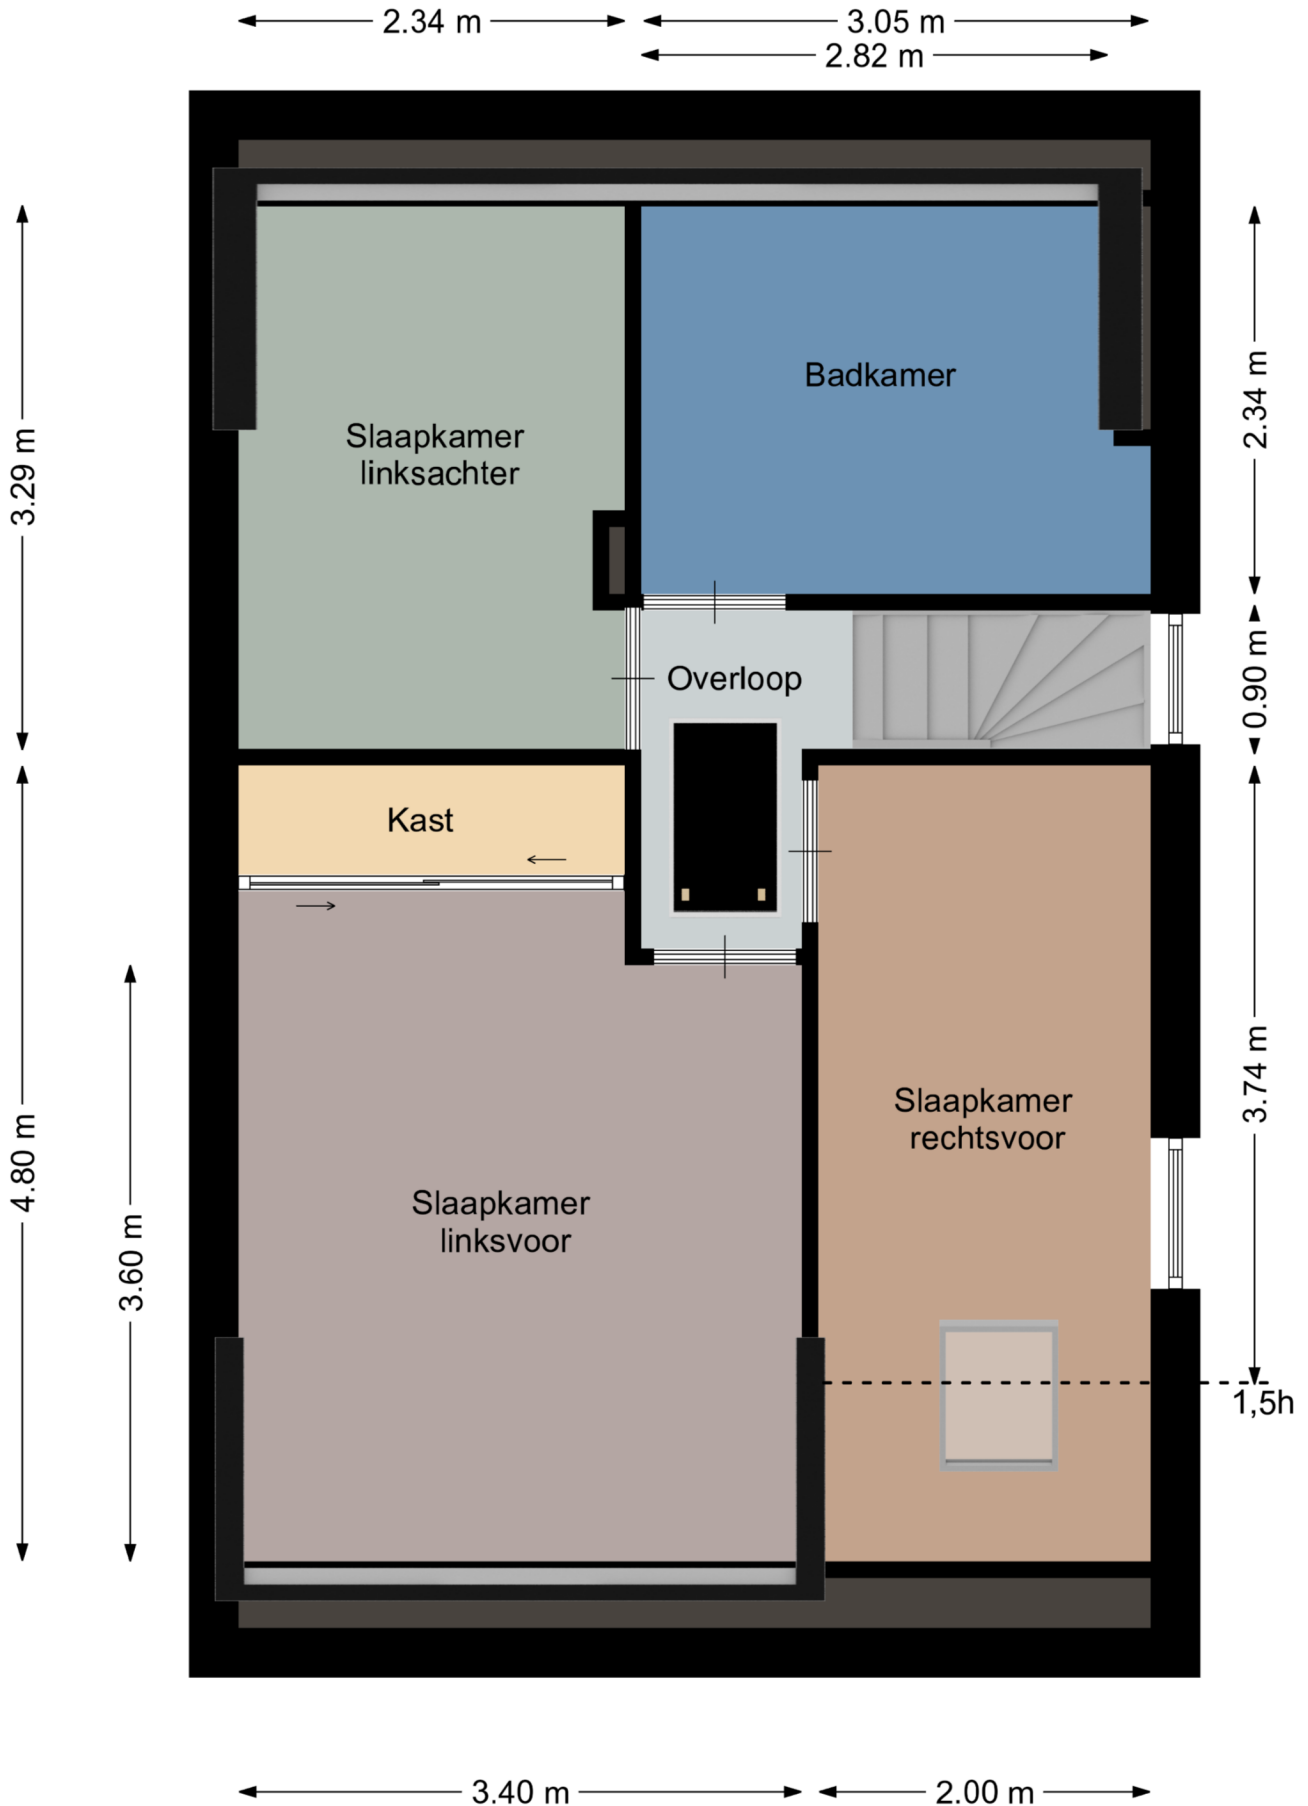 2.34 m
3.05 m
2.82 m
Badkamer
2.34 m
Slaapkamer
linksachter
3.29 m
Overloop
0.90 m
Kast
3.74 m
Slaapkamer
rechtsvoor
4.80 m
Slaapkamer
linksvoor
3.60 m
1,5h
3.40 m
2.00 m